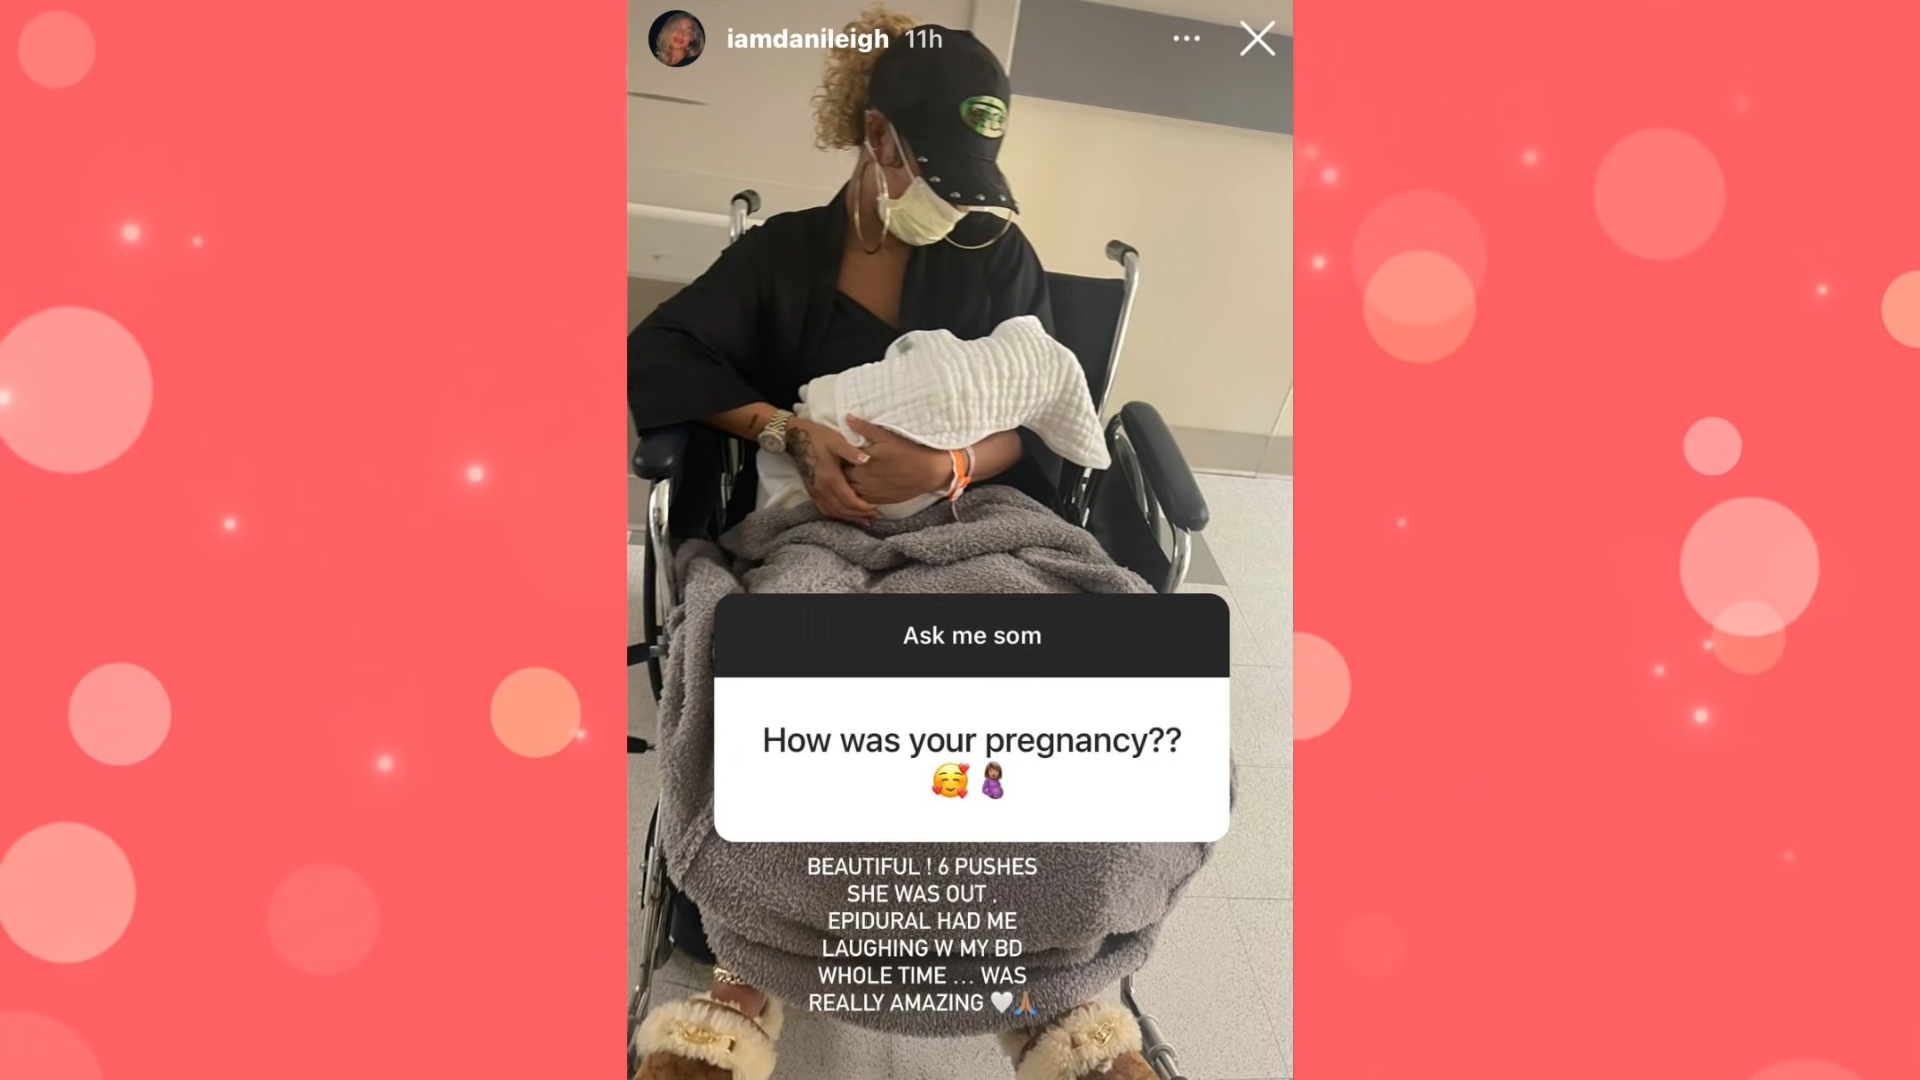 iamdanileigh 11h
Ask me som
How was your pregnancy??
🥰🤰🏽
BEAUTIFUL ! 6 PUSHES
SHE WAS OUT .
EPIDURAL HAD ME
LAUGHING W MY BD
WHOLE TIME ... WAS
REALLY AMAZING 🤍🙏🏽